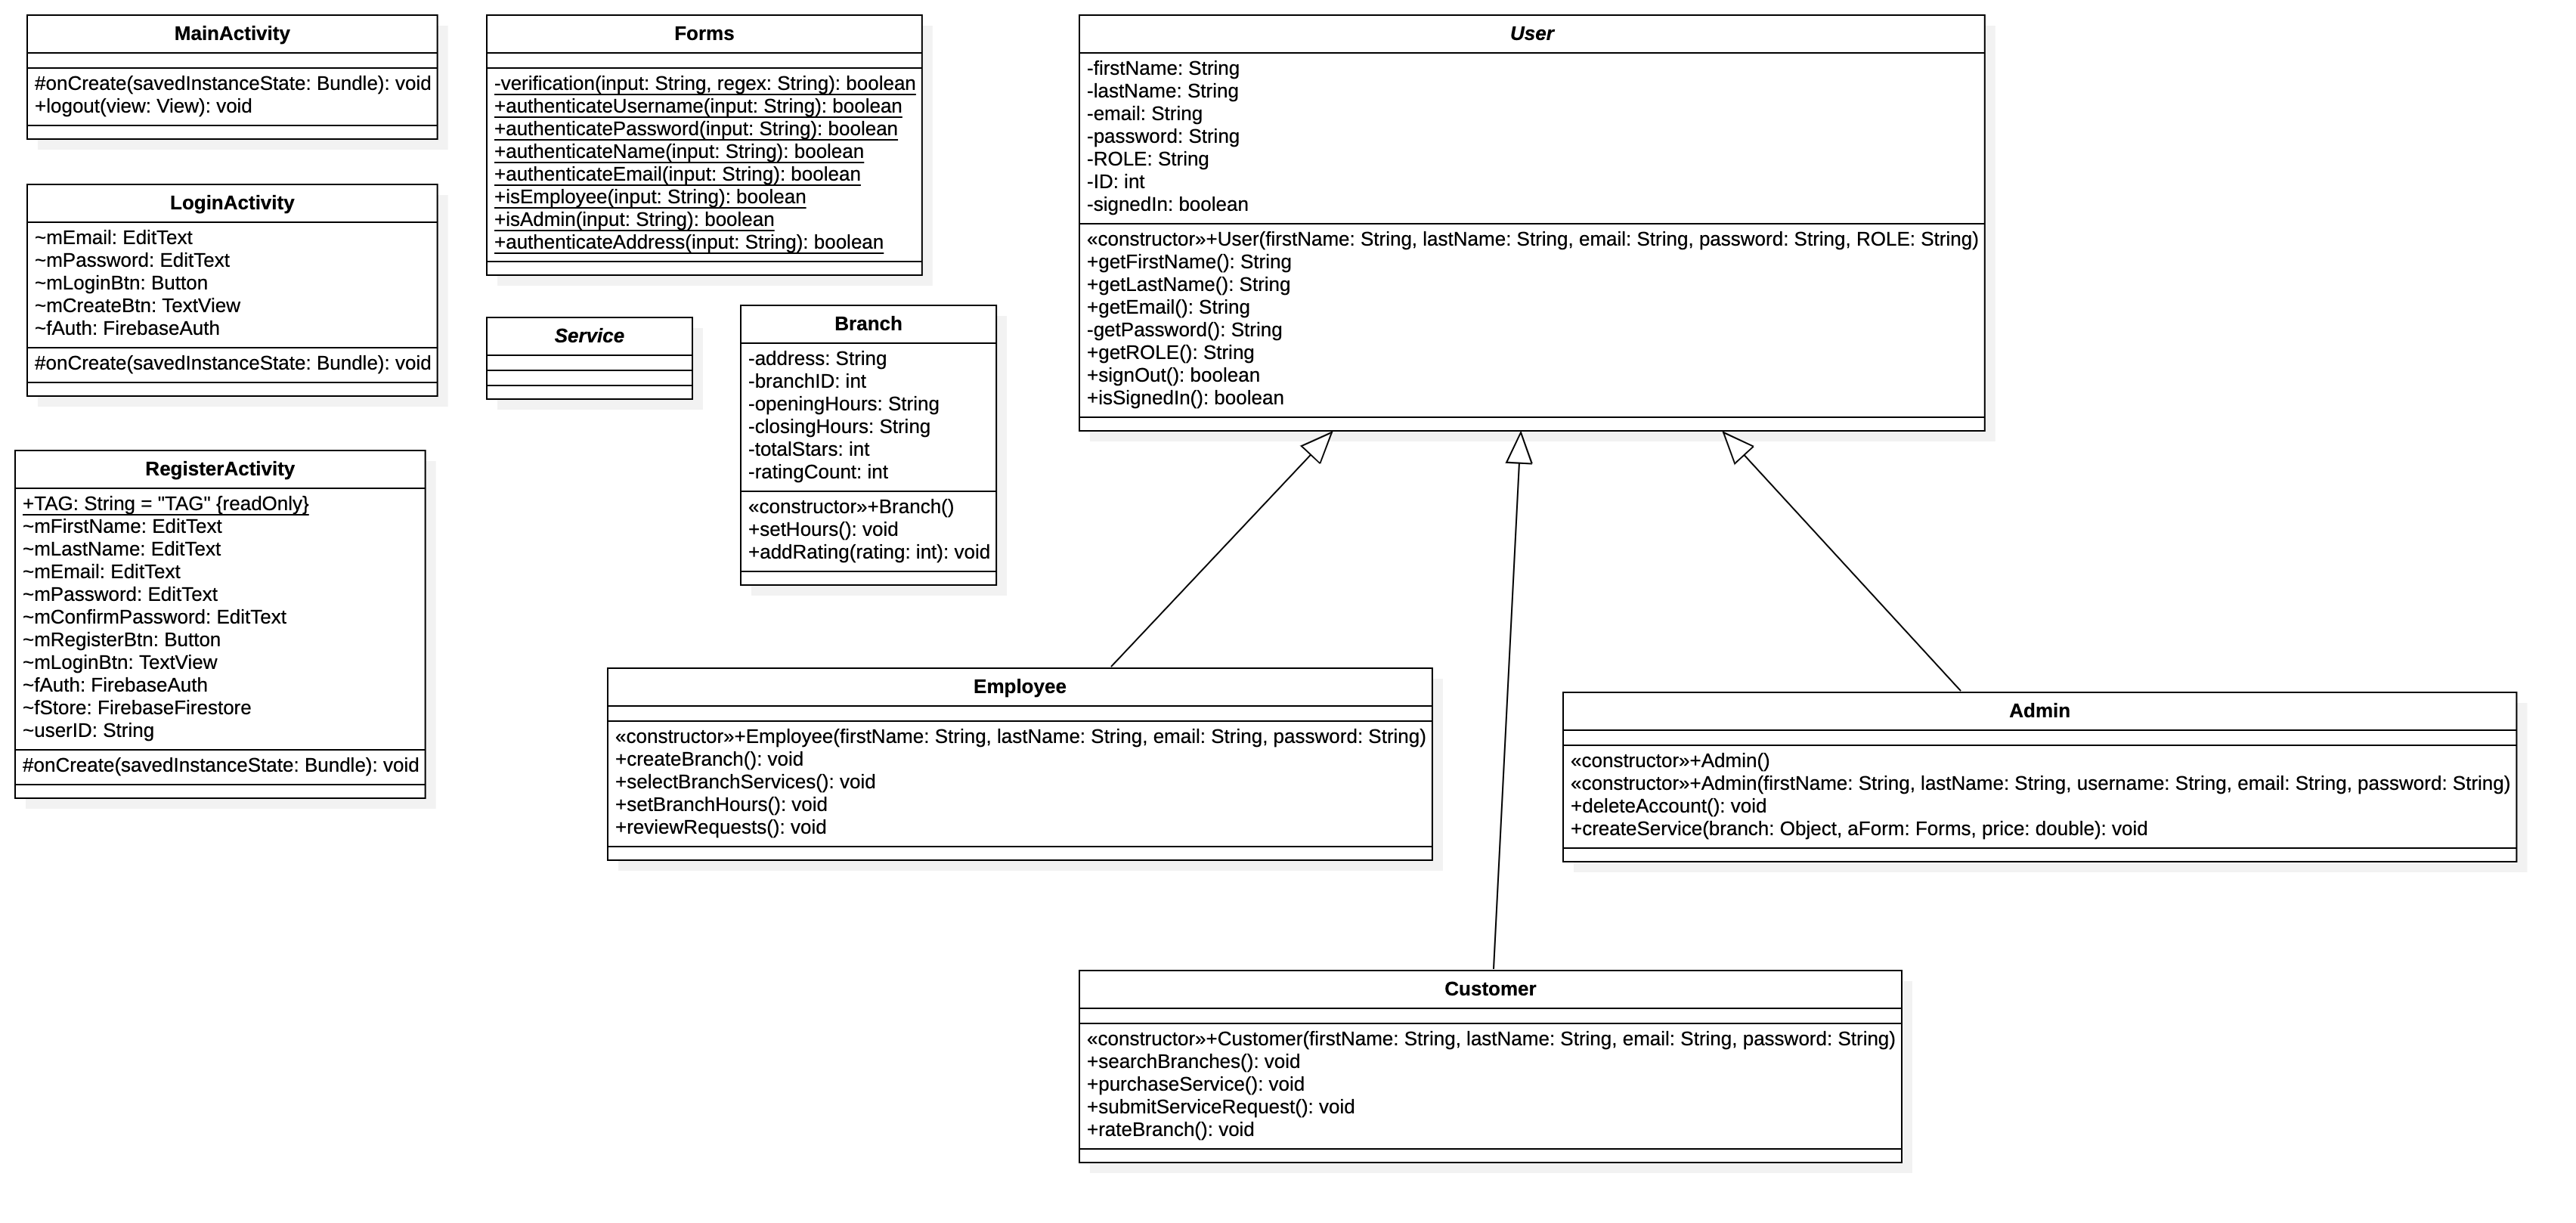 MainActivity
#onCreate(savedInstanceState: Bundle): void
+logout(view: View): void
LoginActivity
~mEmail: EditText
~mPassword: EditText
~mLoginBtn: Button
~mCreateBtn: TextView
~fAuth: FirebaseAuth
#onCreate(savedInstanceState: Bundle): void
RegisterActivity
+TAG: String = "TAG" {readOnly}
~mFirstName: EditText
~mLastName: EditText
~mEmail: EditText
~mPassword: EditText
~mConfirmPassword: EditText
~mRegisterBtn: Button
~mLoginBtn: TextView
~fAuth: FirebaseAuth
~fStore: FirebaseFirestore
~userID: String
#onCreate(savedInstanceState: Bundle): void
Forms
-verification(input: String, regex: String): boolean
+authenticateUsername(input: String): boolean
+authenticatePassword(input: String): boolean
+authenticateName(input: String): boolean
+authenticateEmail(input: String): boolean
+isEmployee(input: String): boolean
+isAdmin(input: String): boolean
+authenticateAddress(input: String): boolean
Service
Branch
-address: String
-branchID: int
-openingHours: String
-closingHours: String
-totalStars: int
-ratingCount: int
«constructor»+Branch()
+setHours(): void
+addRating(rating: int): void
User
-firstName: String
-lastName: String
-email: String
-password: String
-ROLE: String
-ID: int
-signedIn: boolean
«constructor»+User(firstName: String, lastName: String, email: String, password: String, ROLE: String)
+getFirstName(): String
+getLastName(): String
+getEmail(): String
-getPassword(): String
+getROLE(): String
+signOut(): boolean
+isSignedIn(): boolean
Employee
«constructor»+Employee(firstName: String, lastName: String, email: String, password: String)
+createBranch(): void
+selectBranchServices(): void
+setBranchHours(): void
+reviewRequests(): void
Admin
«constructor»+Admin()
«constructor»+Admin(firstName: String, lastName: String, username: String, email: String, password: String)
+deleteAccount(): void
+createService(branch: Object, aForm: Forms, price: double): void
Customer
«constructor»+Customer(firstName: String, lastName: String, email: String, password: String)
+searchBranches(): void
+purchaseService(): void
+submitServiceRequest(): void
+rateBranch(): void